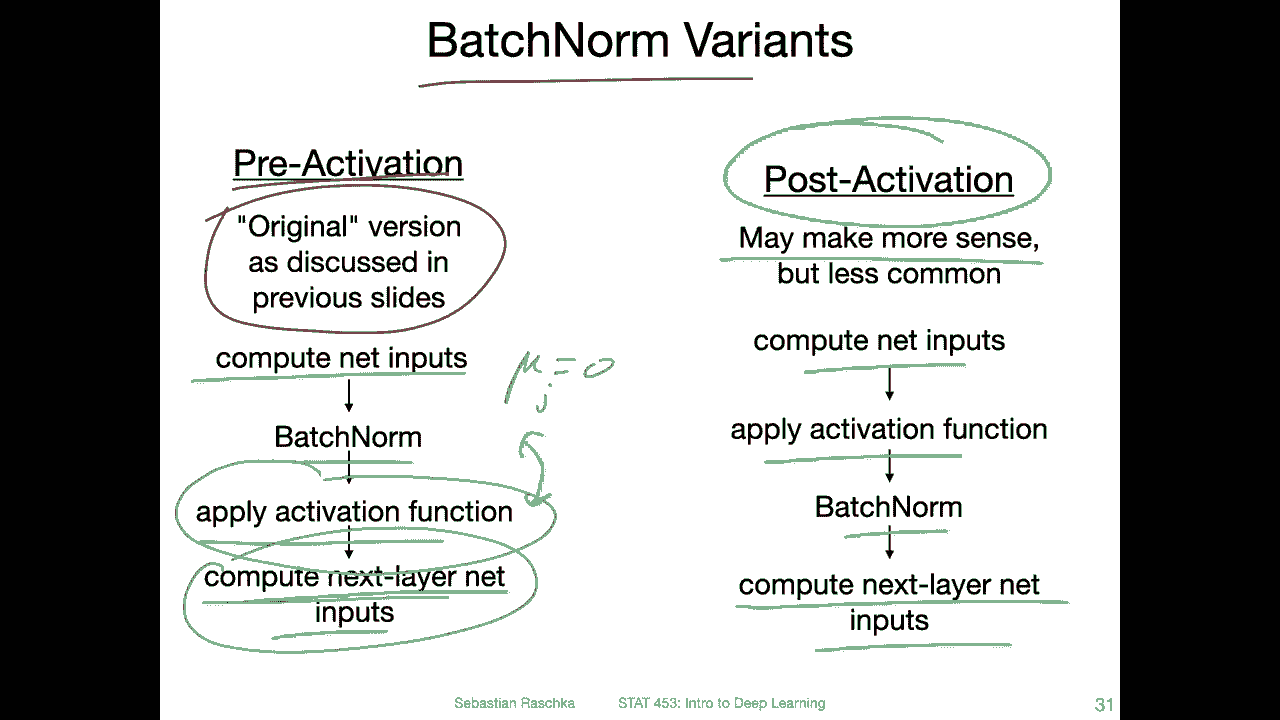 BatchNorm Variants
Pre-Activation
"Original" version
as discussed in
previous slides
compute net inputs
BatchNorm
apply activation function
compute next-layer net
inputs
μj = 0
Post-Activation
May make more sense,
but less common
compute net inputs
apply activation function
BatchNorm
compute next-layer net
inputs
Sebastian Raschka STAT 453: Intro to Deep Learning 31